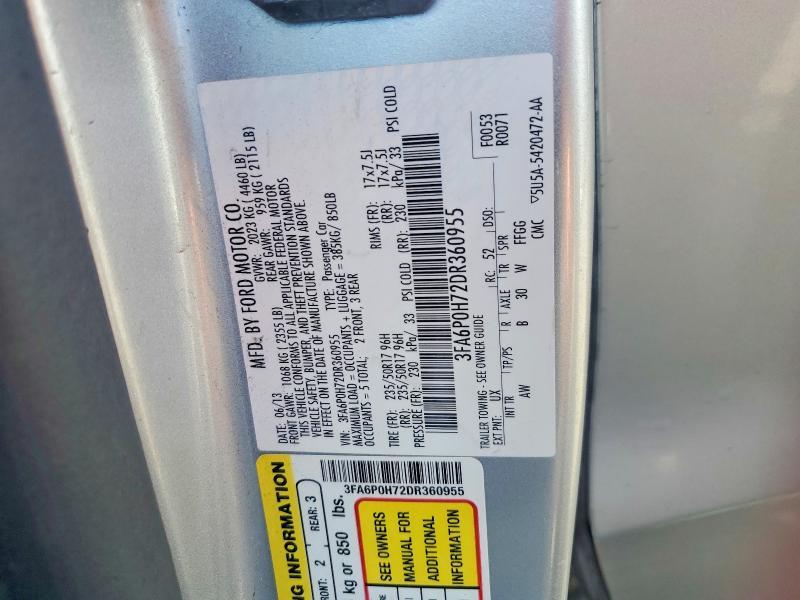 MFD. BY FORD MOTOR CO.
DATE: 06/13 GVWR: 2023 KG ( 4460 LB)
FRONT GAWR: 1068 KG ( 2355 LB) REAR GAWR: 959 KG ( 2115 LB)
THIS VEHICLE CONFORMS TO ALL APPLICABLE FEDERAL MOTOR
VEHICLE SAFETY, BUMPER, AND THEFT PREVENTION STANDARDS
IN EFFECT ON THE DATE OF MANUFACTURE SHOWN ABOVE.
VIN: 3FA6P0H72DR360955 TYPE: Passenger Car
MAXIMUM LOAD = OCCUPANTS + LUGGAGE = 385KG/ 850LB
OCCUPANTS = 5 TOTAL; 2 FRONT, 3 REAR
TIRE (FR): 235/50R17 96H RIMS (FR): 17x7.5J
(RR): 235/50R17 96H 17x7.5J
PRESSURE (FR): 230 kPa/ 33 PSI COLD (RR): 230 kPa/ 33 PSI COLD
3FA6P0H72DR360955
TRAILER TOWING - SEE OWNER GUIDE
F0053
R0071
EXT PNT: UX RC: 52 DSO:
INT TR TP/PS R AXLE TR SPR
AW B 30 W FFGG
CMC ▽5U5A-5420472-AA
3FA6P0H72DR360955
NG INFORMATION
RONT: 2 REAR: 3
kg or 850 lbs.
SEE OWNERS
MANUAL FOR
ADDITIONAL
INFORMATION